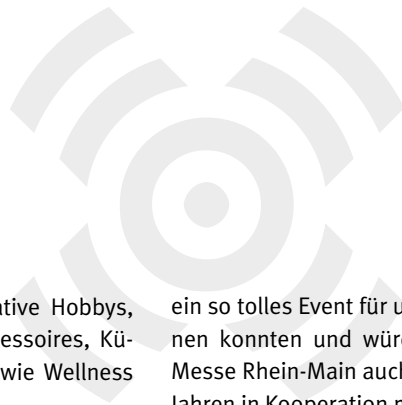 ative Hobbys,
essoires, Kü-
wie Wellness
ein so tolles Event für u
nen konnten und würd
Messe Rhein-Main auch
Jahren in Kooperation m